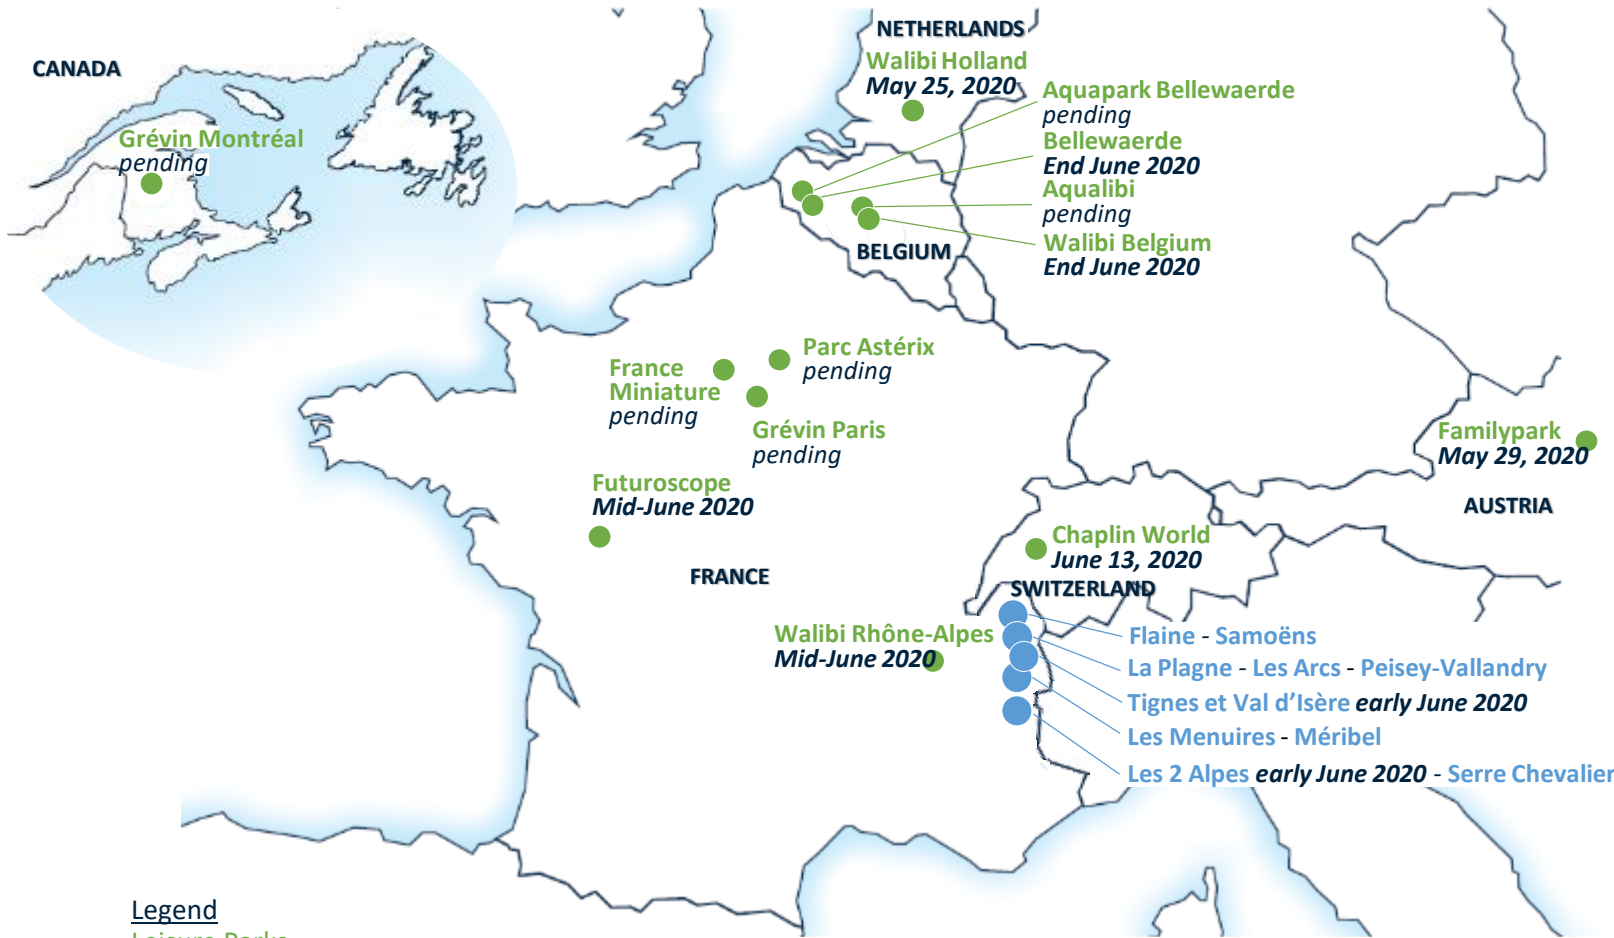 CANADA
Grévin Montréal
pending
NETHERLANDS
Walibi Holland
May 25, 2020
Aquapark Bellewaerde
pending
Bellewaerde
End June 2020
Aqualibi
pending
Walibi Belgium
End June 2020
BELGIUM
Parc Astérix
pending
France
Miniature
pending
Grévin Paris
pending
Futuroscope
Mid-June 2020
FRANCE
Familypark
May 29, 2020
AUSTRIA
Chaplin World
June 13, 2020
SWITZERLAND
Walibi Rhône-Alpes
Mid-June 2020
Flaine - Samoëns
La Plagne - Les Arcs - Peisey-Vallandry
Tignes et Val d’Isère early June 2020
Les Menuires - Méribel
Les 2 Alpes early June 2020 - Serre Chevalier
Legend
Leisure Parks